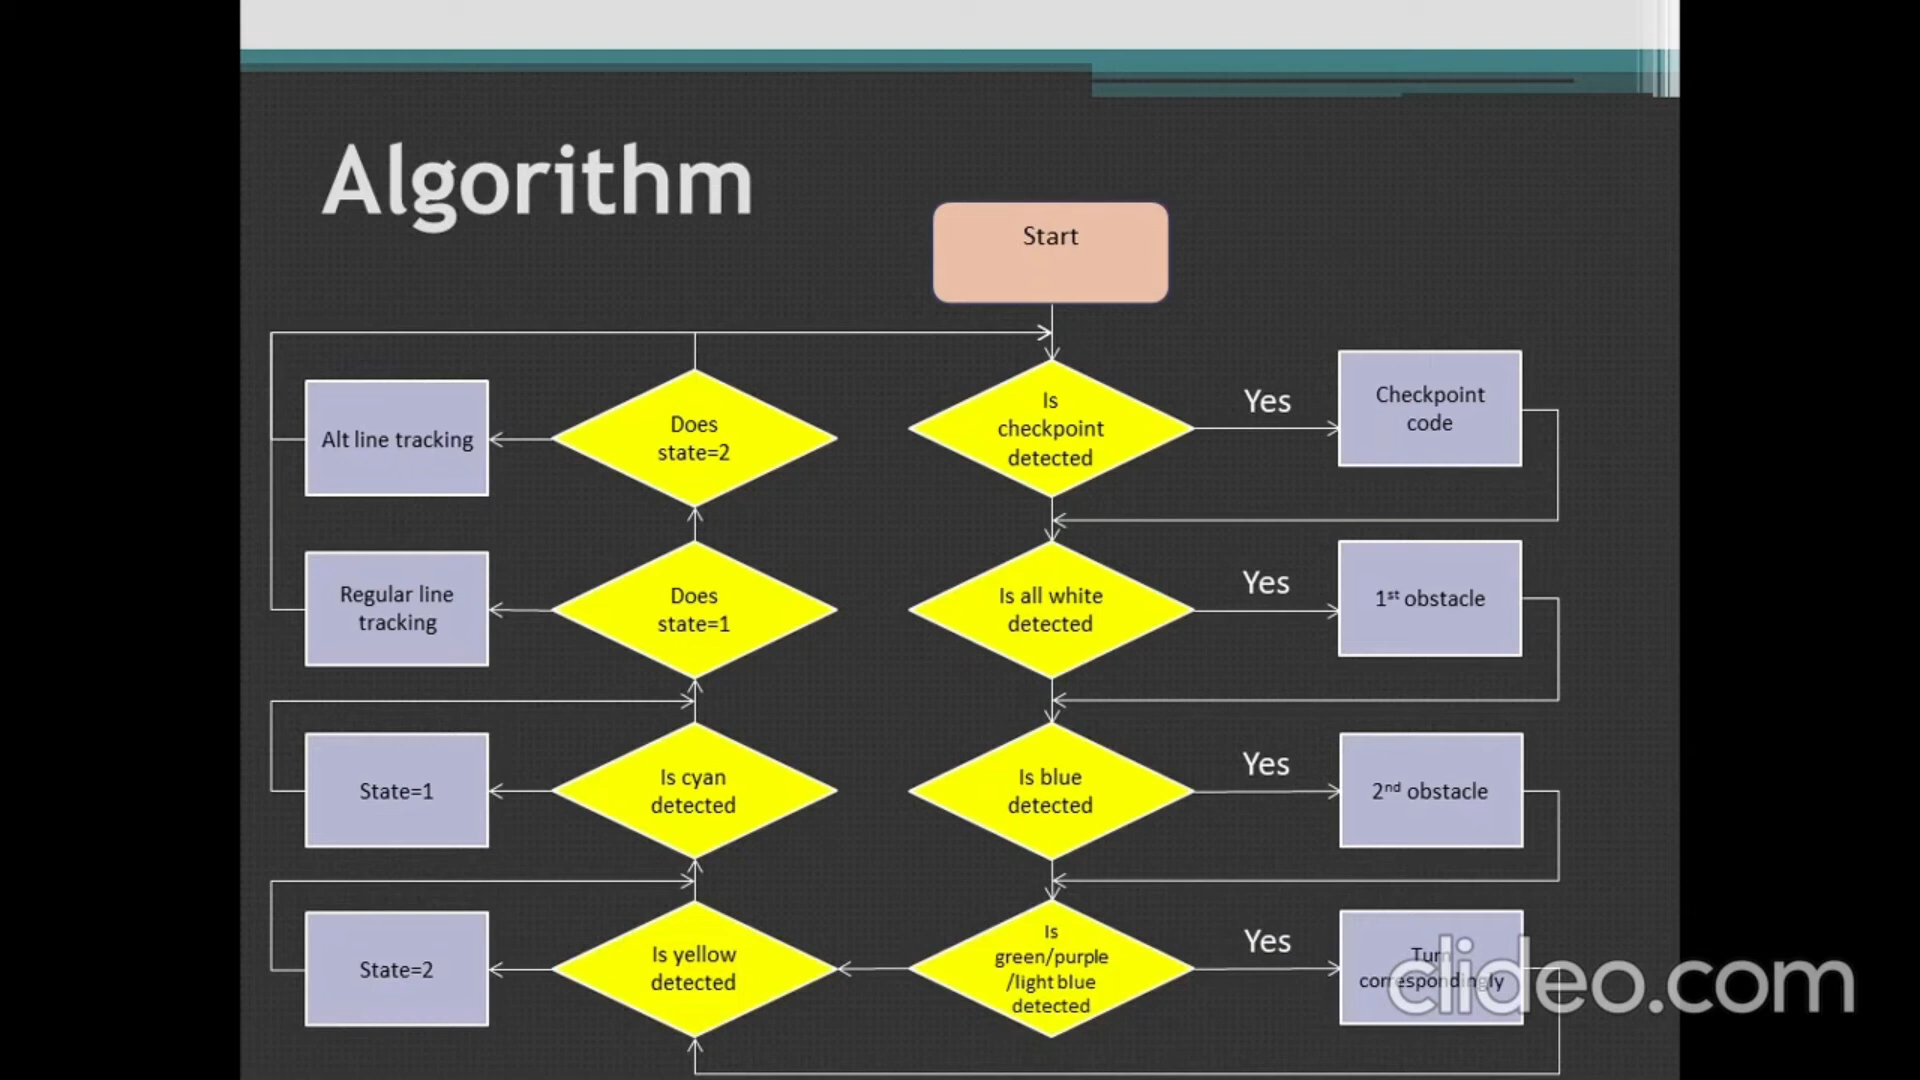 Algorithm
Start
Is
checkpoint
detected
Yes
Checkpoint
code
Does
state=2
Alt line tracking
Is all white
detected
Yes
1st obstacle
Does
state=1
Regular line
tracking
Is blue
detected
Yes
2nd obstacle
Is cyan
detected
State=1
Is
green/purple
/light blue
detected
Yes
Turn
correspondingly
Is yellow
detected
State=2
clideo.com